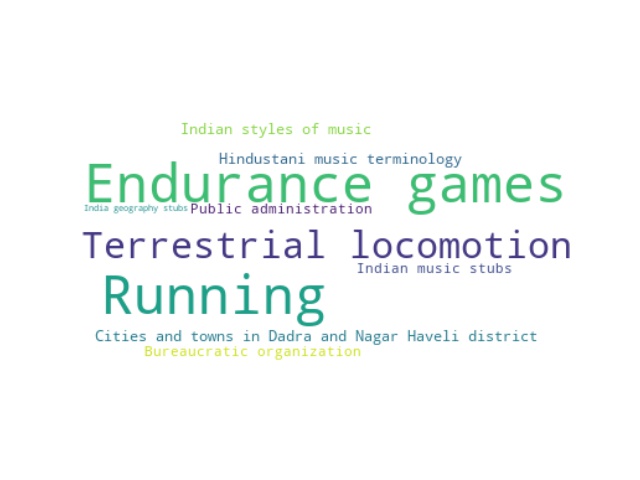 Indian styles of music
Hindustani music terminology
Endurance games
India geography stubs
Public administration
Terrestrial locomotion
Indian music stubs
Running
Cities and towns in Dadra and Nagar Haveli district
Bureaucratic organization